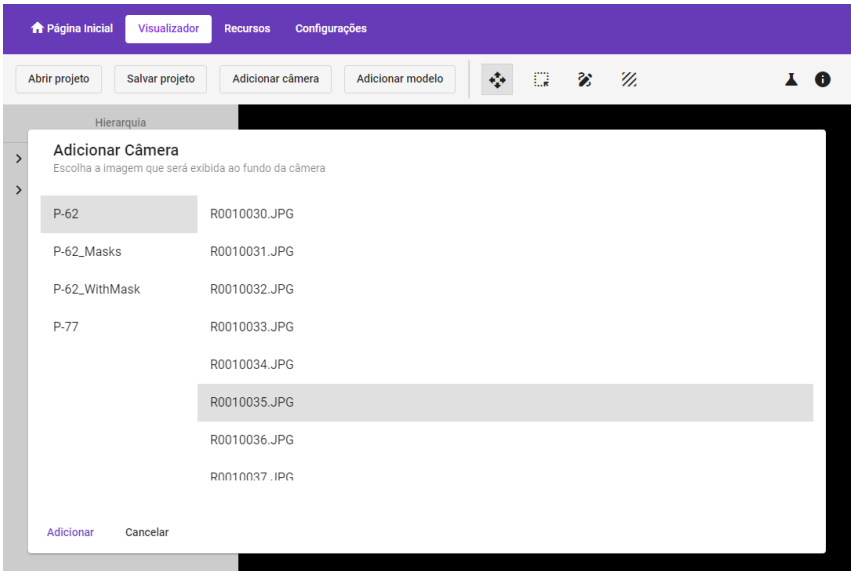 Página Inicial Visualizador Recursos Configurações
Abrir projeto Salvar projeto Adicionar câmera Adicionar modelo
Hierarquia
Adicionar Câmera
Escolha a imagem que será exibida ao fundo da câmera
P-62 R0010030.JPG
P-62_Masks R0010031.JPG
P-62_WithMask R0010032.JPG
P-77 R0010033.JPG
R0010034.JPG
R0010035.JPG
R0010036.JPG
R0010037.JPG
Adicionar Cancelar